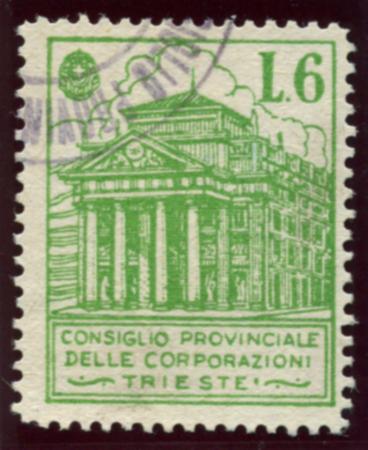 L.6
CONSIGLIO PROVINCIALE
DELLE CORPORAZIONI
TRIESTE